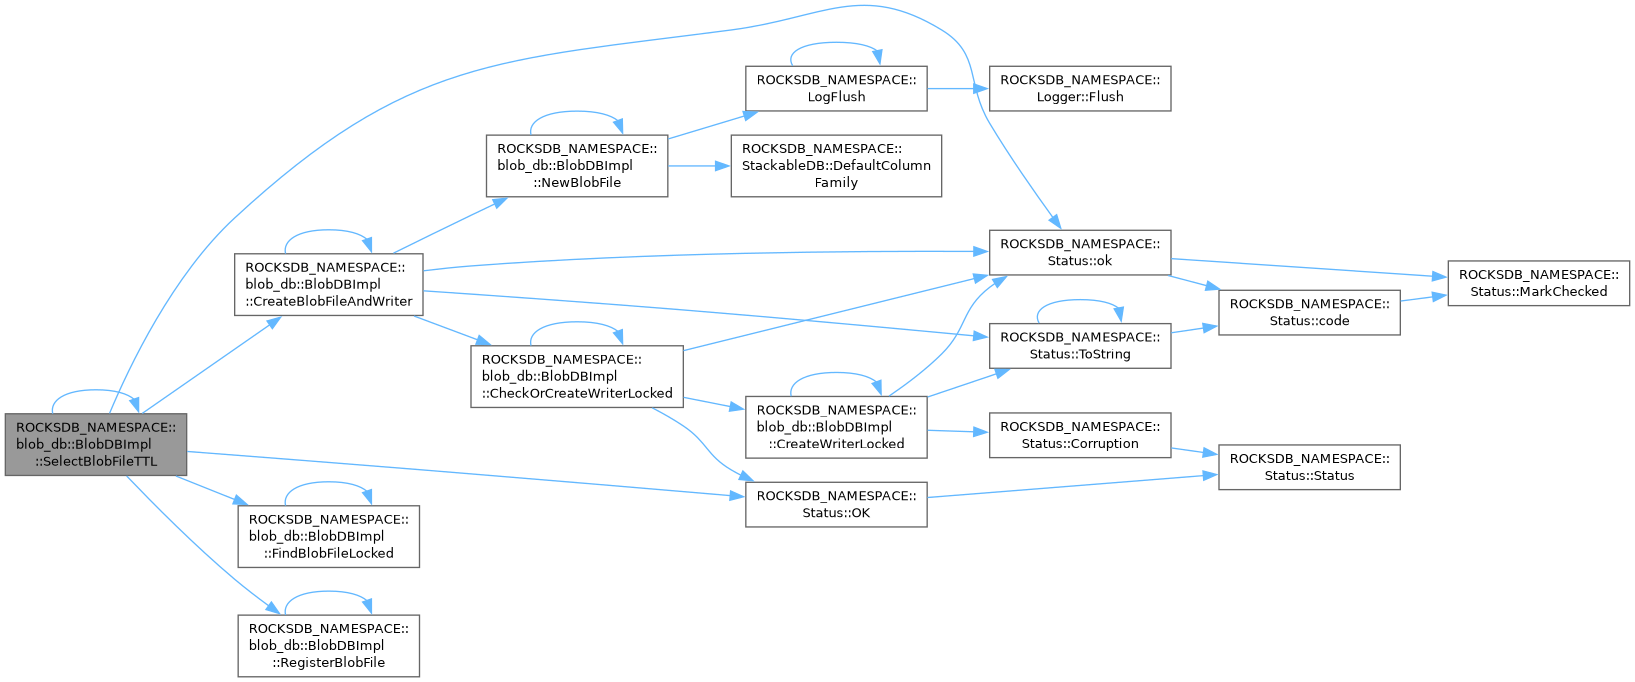 ROCKSDB_NAMESPACE::
blob_db::BlobDBImpl
::SelectBlobFileTTL
ROCKSDB_NAMESPACE::
blob_db::BlobDBImpl
::CreateBlobFileAndWriter
ROCKSDB_NAMESPACE::
blob_db::BlobDBImpl
::FindBlobFileLocked
ROCKSDB_NAMESPACE::
blob_db::BlobDBImpl
::RegisterBlobFile
ROCKSDB_NAMESPACE::
blob_db::BlobDBImpl
::NewBlobFile
ROCKSDB_NAMESPACE::
blob_db::BlobDBImpl
::CheckOrCreateWriterLocked
ROCKSDB_NAMESPACE::
LogFlush
ROCKSDB_NAMESPACE::
StackableDB::DefaultColumn
Family
ROCKSDB_NAMESPACE::
blob_db::BlobDBImpl
::CreateWriterLocked
ROCKSDB_NAMESPACE::
Status::OK
ROCKSDB_NAMESPACE::
Logger::Flush
ROCKSDB_NAMESPACE::
Status::ok
ROCKSDB_NAMESPACE::
Status::ToString
ROCKSDB_NAMESPACE::
Status::Corruption
ROCKSDB_NAMESPACE::
Status::code
ROCKSDB_NAMESPACE::
Status::Status
ROCKSDB_NAMESPACE::
Status::MarkChecked